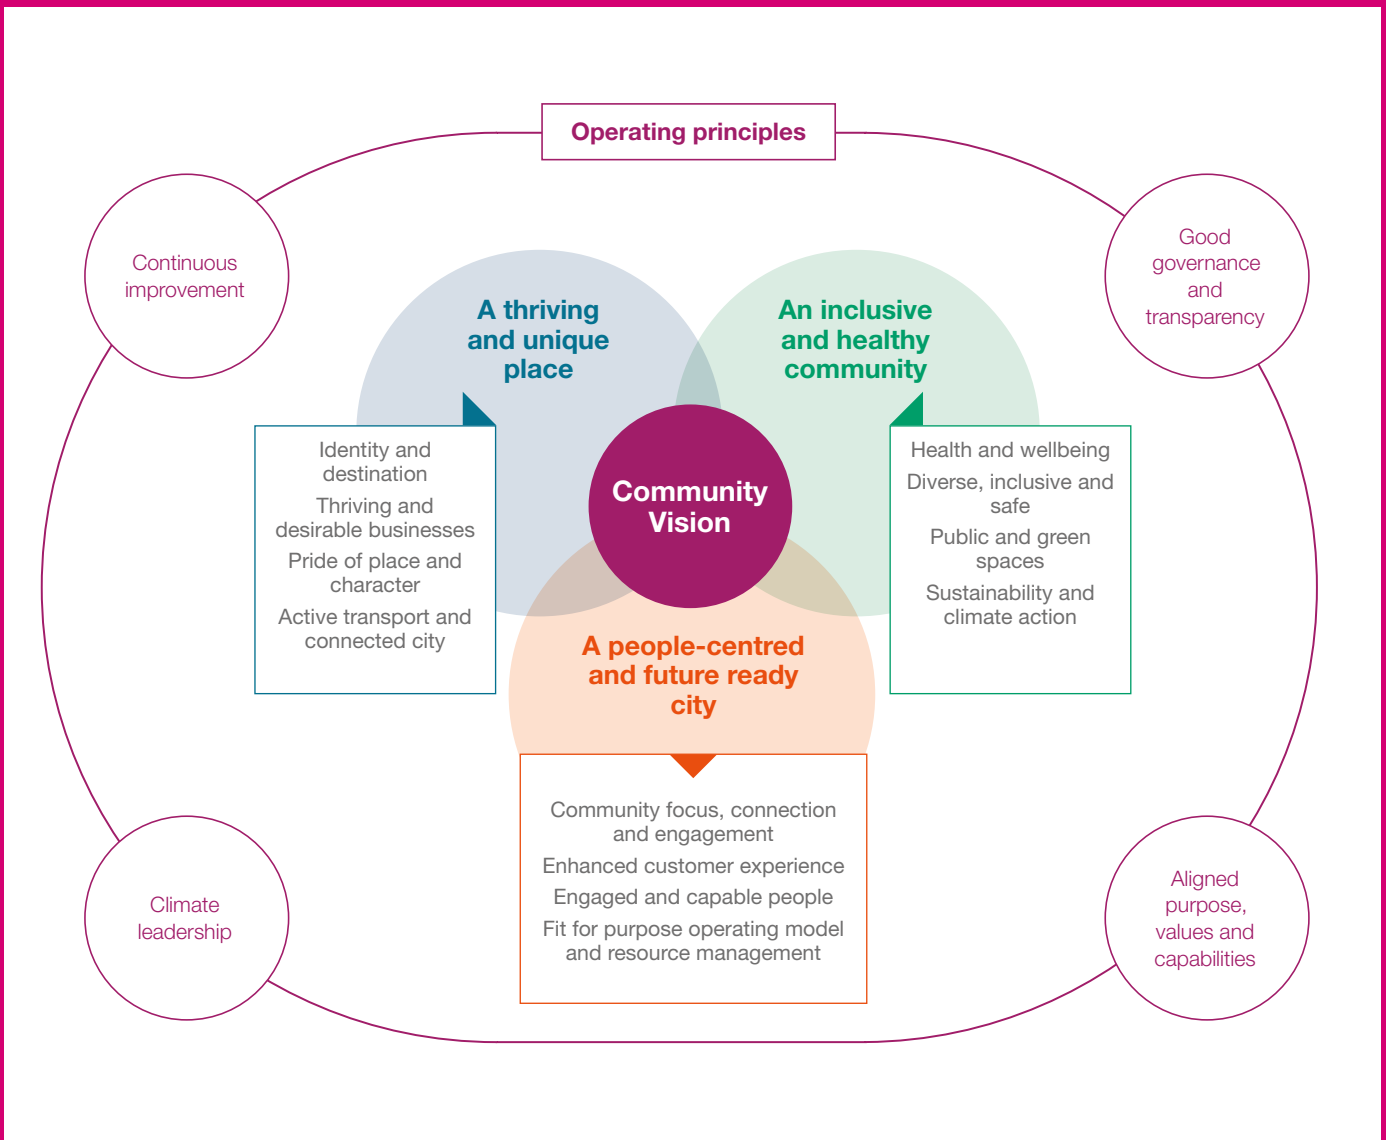 Operating principles
Continuous
improvement
Good
governance
and
transparency
A thriving
and unique
place
An inclusive
and healthy
community
Community
Vision
Identity and
destination
Thriving and
desirable businesses
Pride of place and
character
Active transport and
connected city
Health and wellbeing
Diverse, inclusive and
safe
Public and green
spaces
Sustainability and
climate action
A people-centred
and future ready
city
Community focus, connection
and engagement
Enhanced customer experience
Engaged and capable people
Fit for purpose operating model
and resource management
Climate
leadership
Aligned
purpose,
values and
capabilities